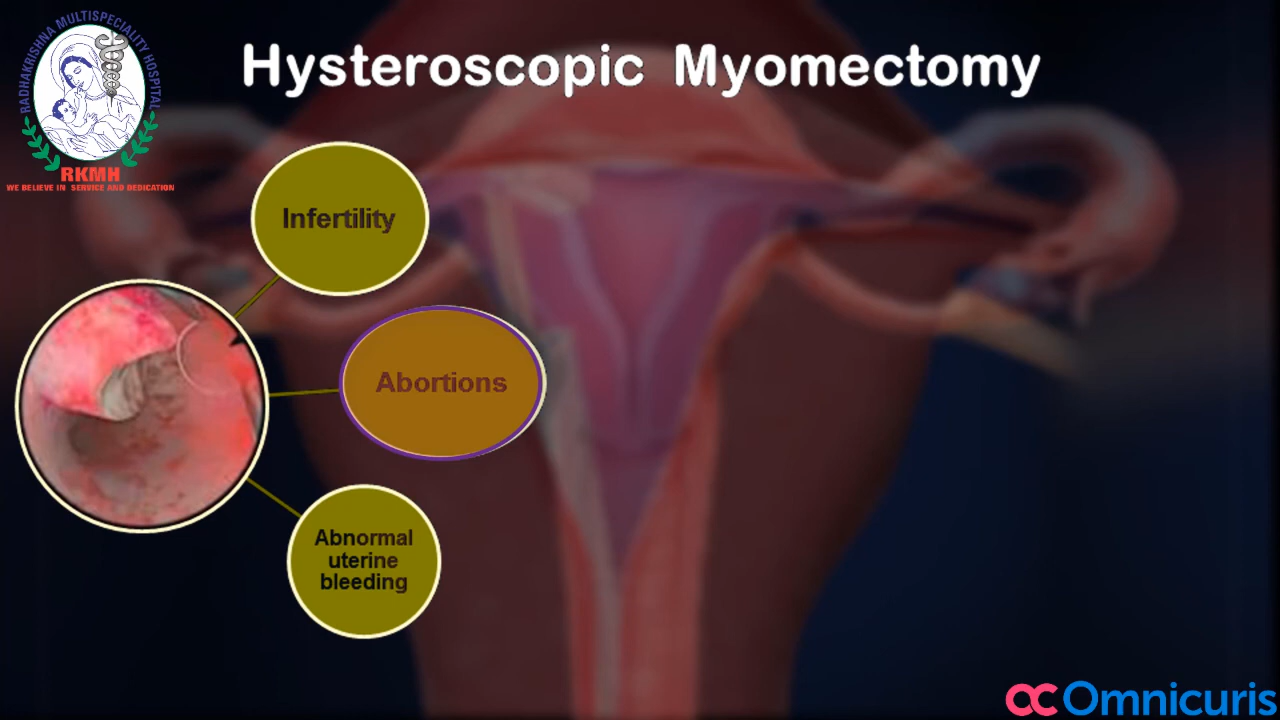 RADHAKRISHNA MULTISPECIALITY HOSPITAL
RKMH
WE BELIEVE IN SERVICE AND DEDICATION
Hysteroscopic Myomectomy
Infertility
Abortions
Abnormal
uterine
bleeding
Omnicuris